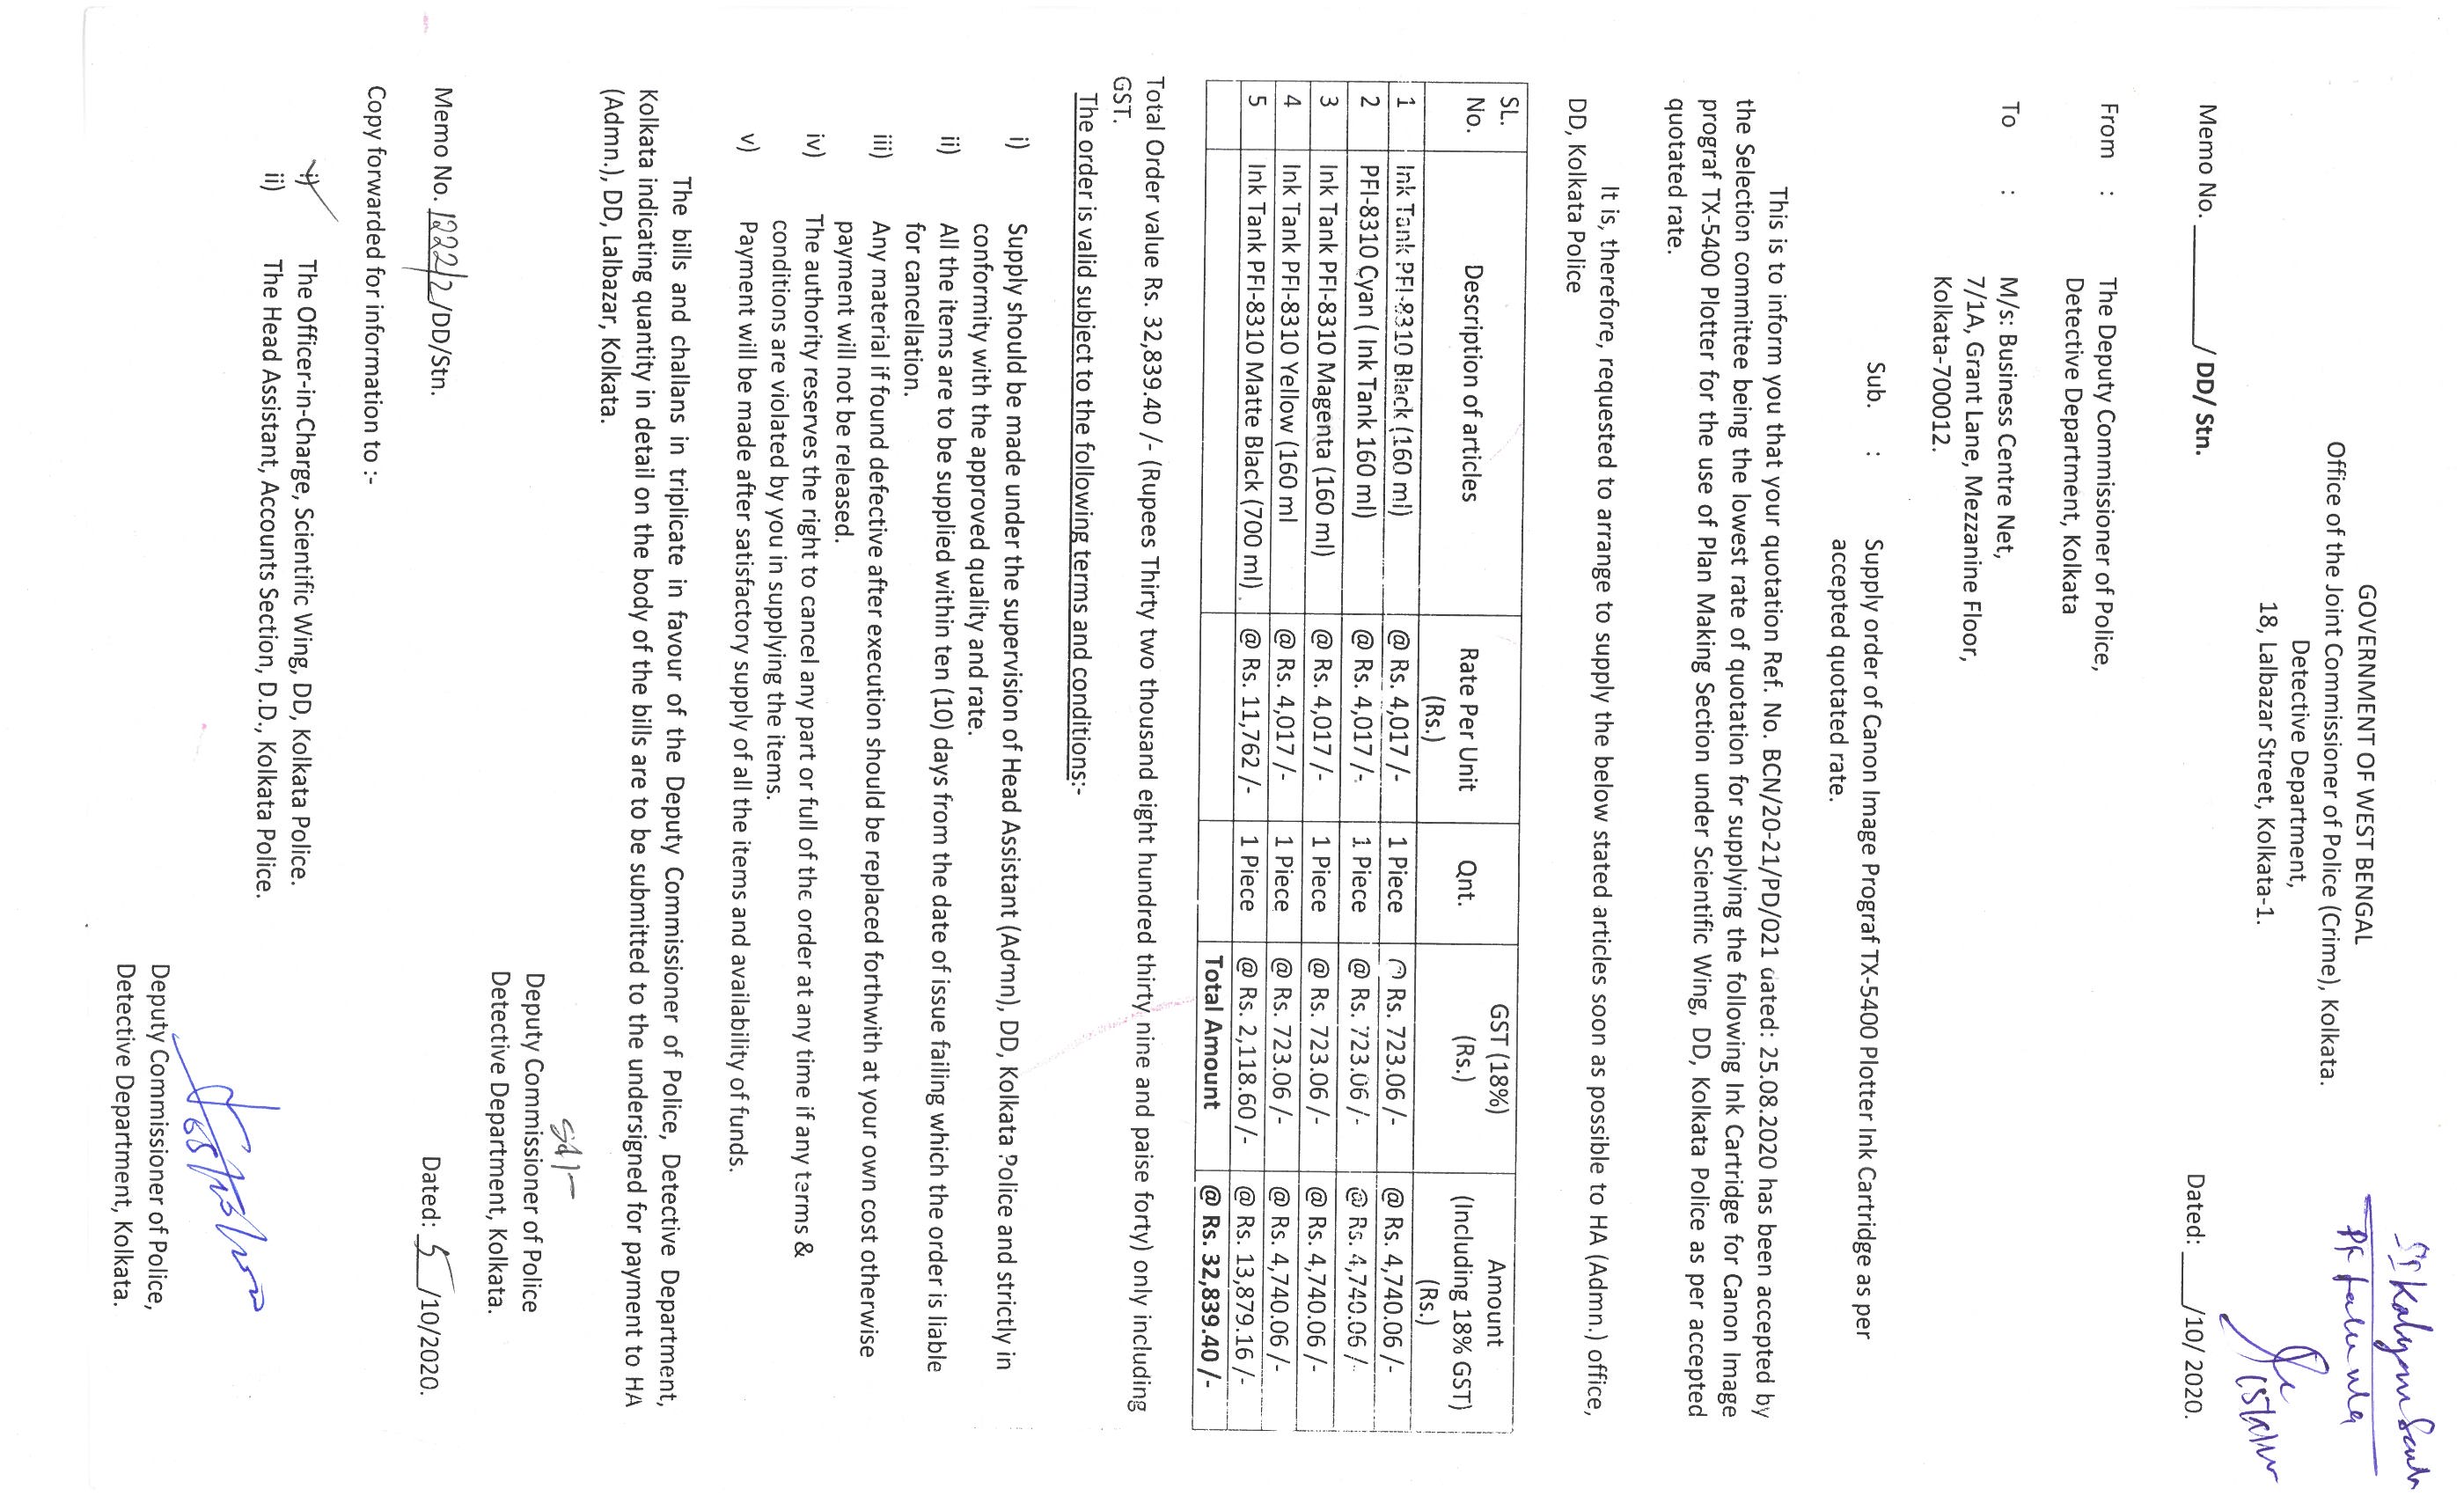 GOVERNMENT OF WEST BENGAL
Office of the Joint Commissioner of Police (Crime), Kolkata.
Detective Department,
18, Lalbazar Street, Kolkata-1.
Memo No. ________/ DD/ Stn. Dated: ____/10/ 2020.
From : The Deputy Commissioner of Police,
Detective Department, Kolkata
To : M/s: Business Centre Net,
7/1A, Grant Lane, Mezzanine Floor,
Kolkata-700012.
Sub. : Supply order of Canon Image Prograf TX-5400 Plotter Ink Cartridge as per
accepted quotated rate.
This is to inform you that your quotation Ref. No. BCN/20-21/PD/021 dated: 25.08.2020 has been accepted by
the Selection committee being the lowest rate of quotation for supplying the following Ink Cartridge for Canon Image
prograf TX-5400 Plotter for the use of Plan Making Section under Scientific Wing, DD, Kolkata Police as per accepted
quotated rate.
It is, therefore, requested to arrange to supply the below stated articles soon as possible to HA (Admn.) office,
DD, Kolkata Police
SL. No. Description of articles Rate Per Unit (Rs.) Qnt. GST (18%) (Rs.) Amount (Including 18% GST) (Rs.)
1 Ink Tank PFI-8310 Black (160 ml) @ Rs. 4,017 /- 1 Piece @ Rs. 723.06 /- @ Rs. 4,740.06 /-
2 PFI-8310 Cyan ( Ink Tank 160 ml) @ Rs. 4,017 /- 1 Piece @ Rs. 723.06 /- @ Rs. 4,740.06 /-
3 Ink Tank PFI-8310 Magenta (160 ml) @ Rs. 4,017 /- 1 Piece @ Rs. 723.06 /- @ Rs. 4,740.06 /-
4 Ink Tank PFI-8310 Yellow (160 ml @ Rs. 4,017 /- 1 Piece @ Rs. 723.06 /- @ Rs. 4,740.06 /-
5 Ink Tank PFI-8310 Matte Black (700 ml) @ Rs. 11,762 /- 1 Piece @ Rs. 2,118.60 /- @ Rs. 13,879.16 /-
Total Amount @ Rs. 32,839.40 /-
Total Order value Rs. 32,839.40 /- (Rupees Thirty two thousand eight hundred thirty nine and paise forty) only including
GST.
The order is valid subject to the following terms and conditions:-
i) Supply should be made under the supervision of Head Assistant (Admn), DD, Kolkata Police and strictly in
conformity with the approved quality and rate.
ii) All the items are to be supplied within ten (10) days from the date of issue failing which the order is liable
for cancellation.
iii) Any material if found defective after execution should be replaced forthwith at your own cost otherwise
payment will not be released.
iv) The authority reserves the right to cancel any part or full of the order at any time if any terms &
conditions are violated by you in supplying the items.
v) Payment will be made after satisfactory supply of all the items and availability of funds.
The bills and challans in triplicate in favour of the Deputy Commissioner of Police, Detective Department,
Kolkata indicating quantity in detail on the body of the bills are to be submitted to the undersigned for payment to HA
(Admn.), DD, Lalbazar, Kolkata.
Sd/-
Deputy Commissioner of Police
Detective Department, Kolkata.
Memo No. 1222/2/DD/Stn. Dated: 5/10/2020.
Copy forwarded for information to :-
i) The Officer-in-Charge, Scientific Wing, DD, Kolkata Police.
ii) The Head Assistant, Accounts Section, D.D., Kolkata Police.
Deputy Commissioner of Police,
Detective Department, Kolkata.